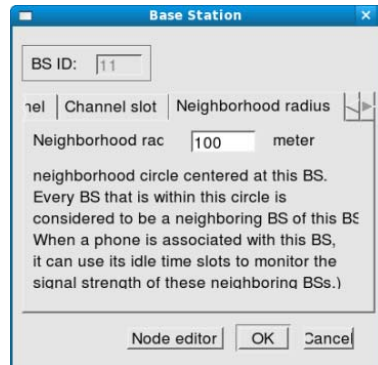 Base Station
BS ID: 11
nel Channel slot Neighborhood radius
Neighborhood rac 100 meter
neighborhood circle centered at this BS.
Every BS that is within this circle is
considered to be a neighboring BS of this BS
When a phone is associated with this BS,
it can use its idle time slots to monitor the
signal strength of these neighboring BSs.)
Node editor OK Cancel